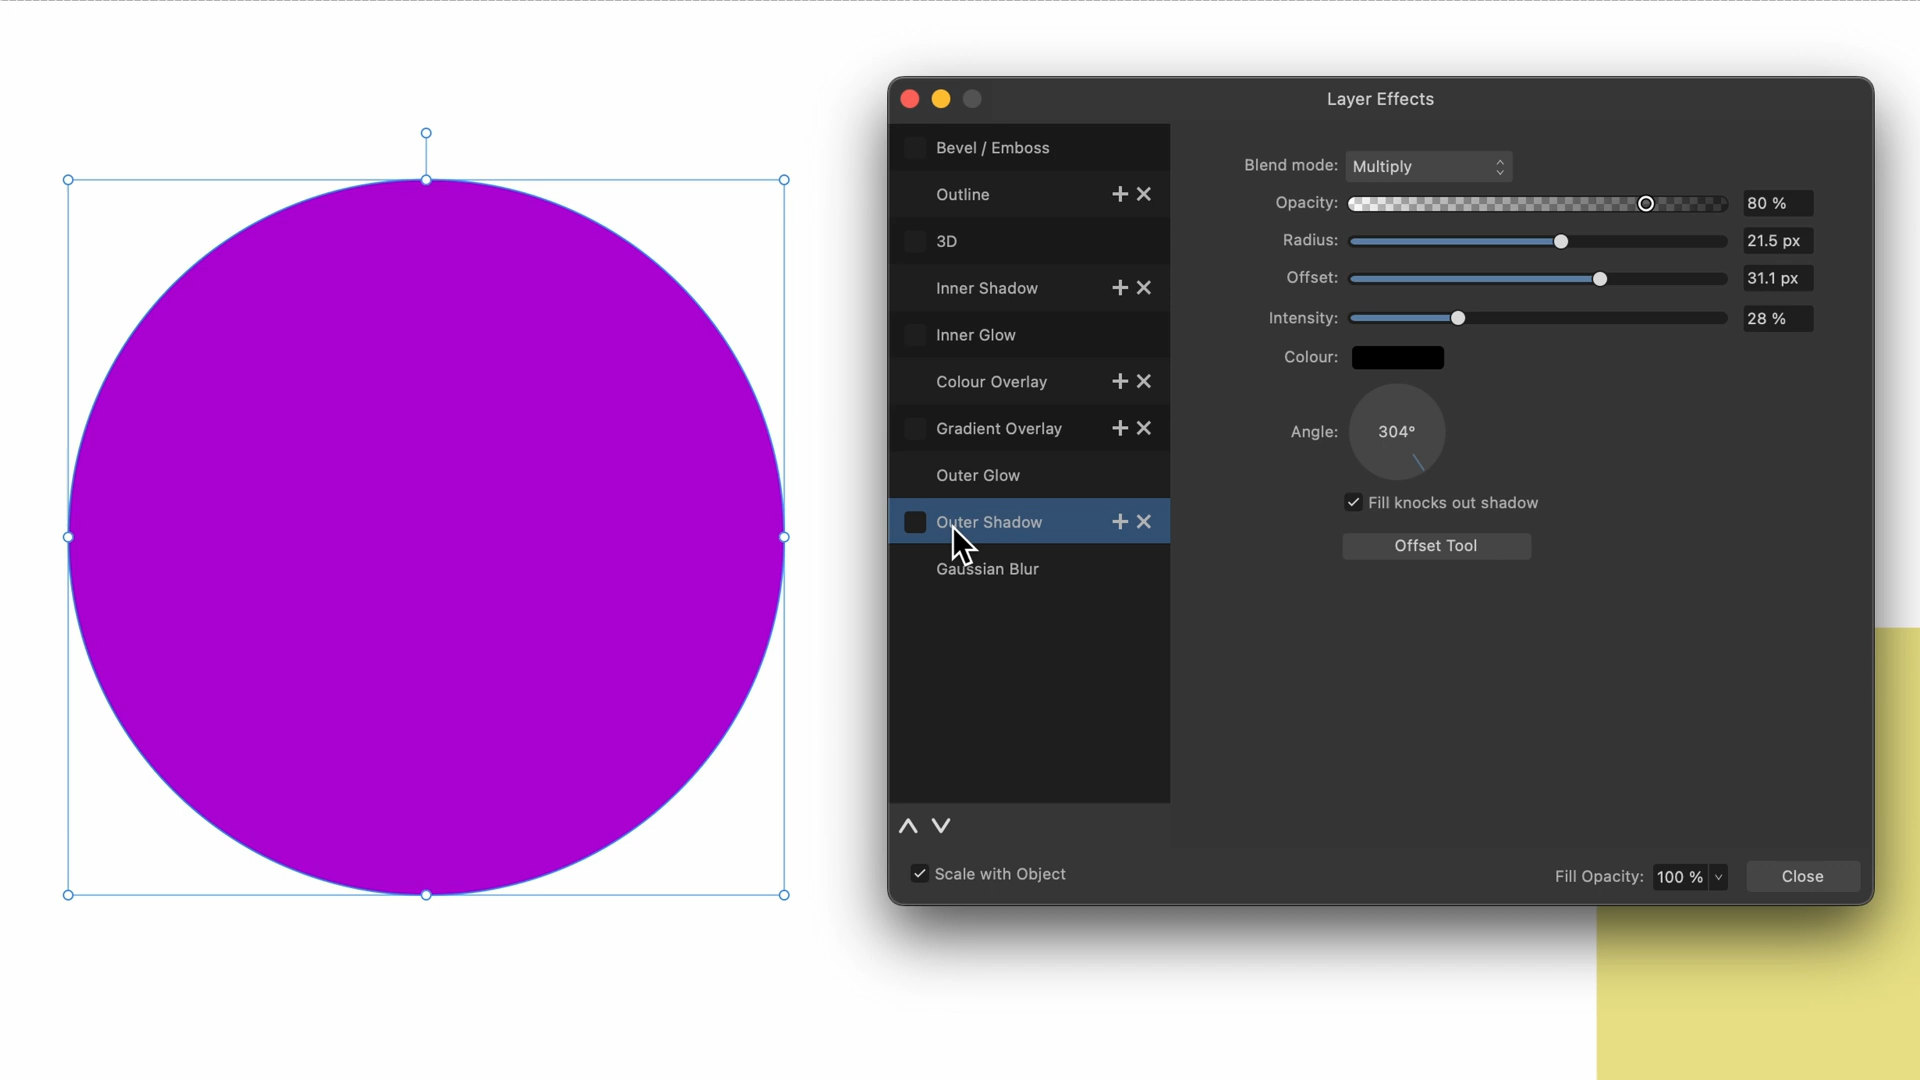 Layer Effects
Bevel / Emboss
Outline
3D
Inner Shadow
Inner Glow
Colour Overlay
Gradient Overlay
Outer Glow
Outer Shadow
Gaussian Blur
Blend mode: Multiply
Opacity: 80 %
Radius: 21.5 px
Offset: 31.1 px
Intensity: 28 %
Colour:
Angle: 304°
Fill knocks out shadow
Offset Tool
Scale with Object
Fill Opacity: 100 %
Close